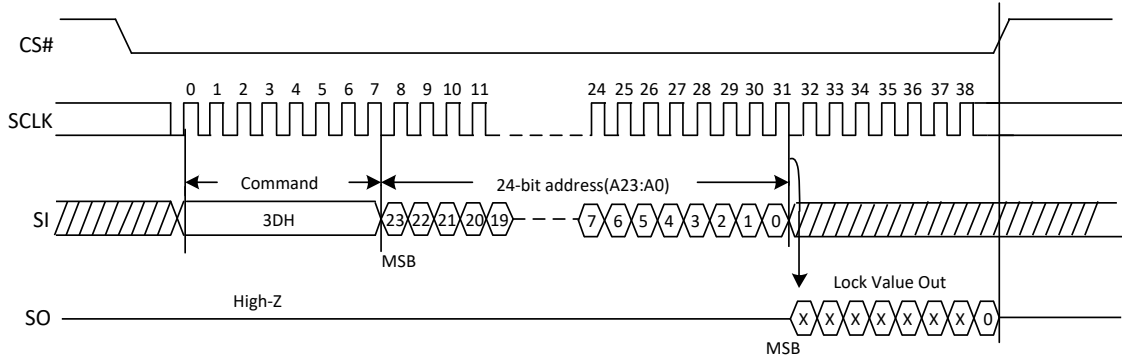 CS#
0 1 2 3 4 5 6 7 8 9 10 11 24 25 26 27 28 29 30 31 32 33 34 35 36 37 38
SCLK
Command 24-bit address(A23:A0)
SI 3DH 23 22 21 20 19 7 6 5 4 3 2 1 0
MSB
High-Z Lock Value Out
SO X X X X X X X 0
MSB